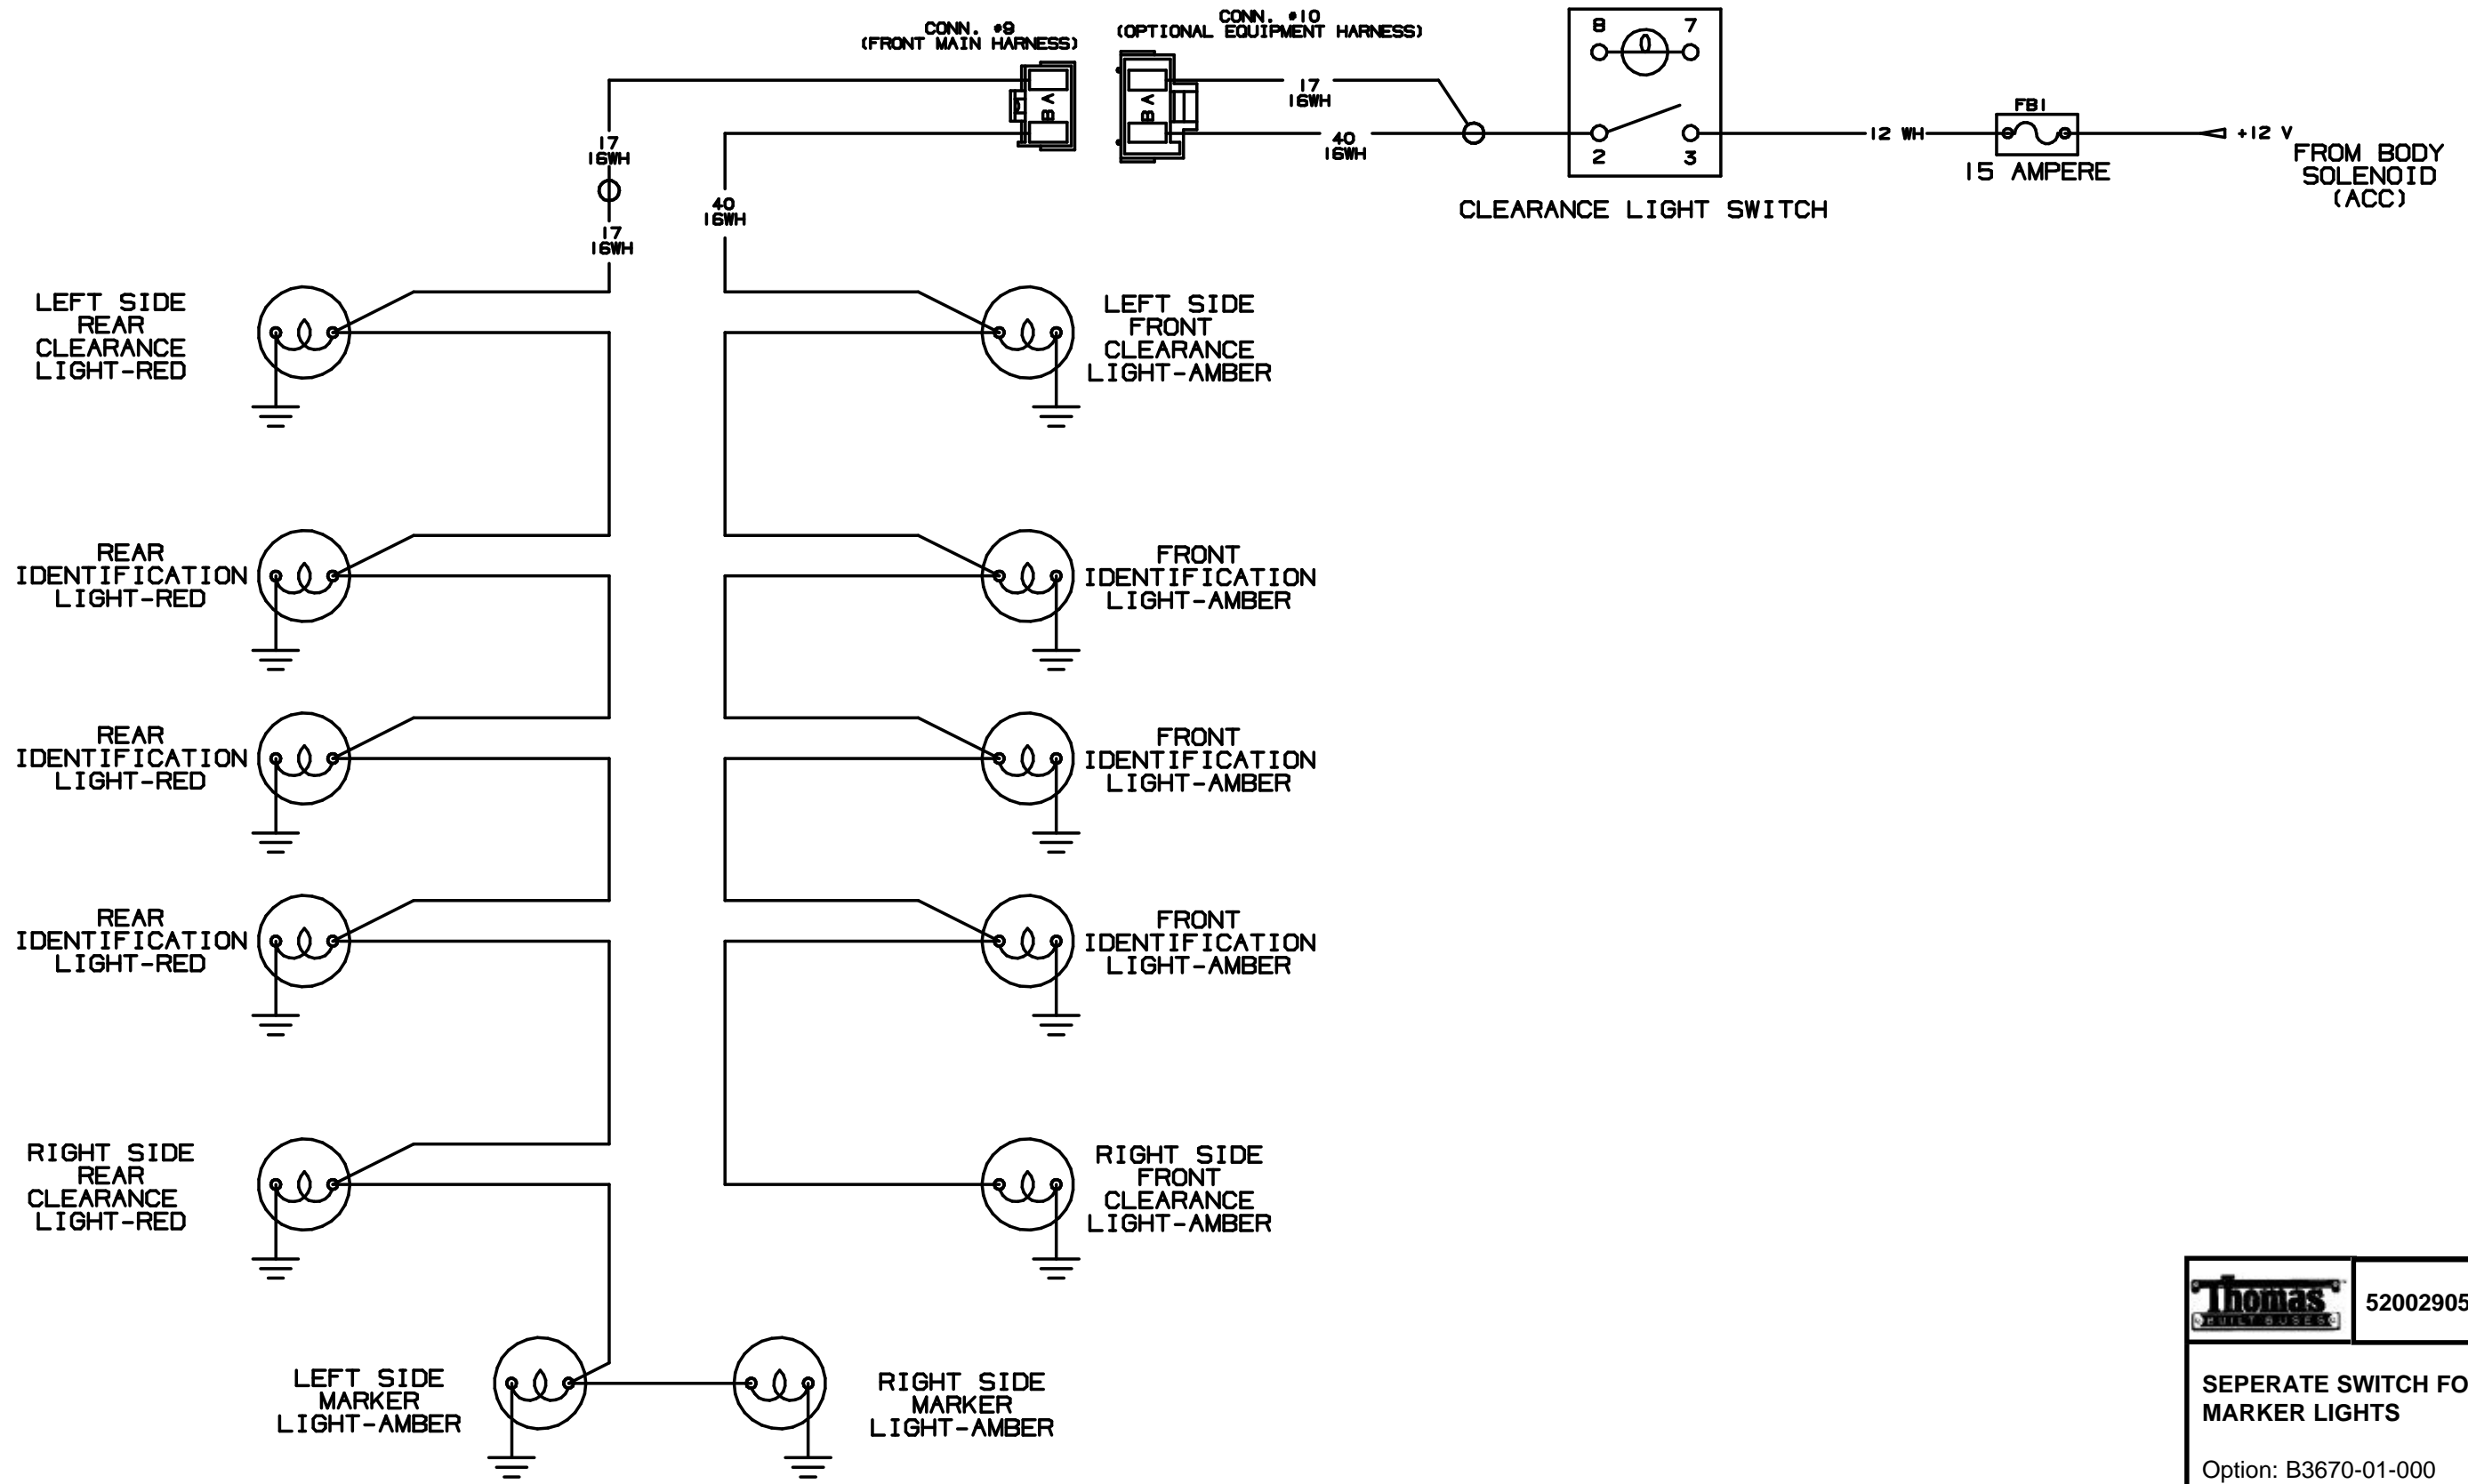 CONN. #9
(FRONT MAIN HARNESS)
CONN. #10
(OPTIONAL EQUIPMENT HARNESS)
8 7
A
B
A
B
17
16WH
FB1
17
16WH
40
16WH
2 3
12 WH
+12 V
15 AMPERE
FROM BODY
SOLENOID
(ACC)
CLEARANCE LIGHT SWITCH
17
16WH
40
16WH
LEFT SIDE
REAR
CLEARANCE
LIGHT-RED
LEFT SIDE
FRONT
CLEARANCE
LIGHT-AMBER
REAR
IDENTIFICATION
LIGHT-RED
FRONT
IDENTIFICATION
LIGHT-AMBER
REAR
IDENTIFICATION
LIGHT-RED
FRONT
IDENTIFICATION
LIGHT-AMBER
REAR
IDENTIFICATION
LIGHT-RED
FRONT
IDENTIFICATION
LIGHT-AMBER
RIGHT SIDE
REAR
CLEARANCE
LIGHT-RED
RIGHT SIDE
FRONT
CLEARANCE
LIGHT-AMBER
LEFT SIDE
MARKER
LIGHT-AMBER
RIGHT SIDE
MARKER
LIGHT-AMBER
Thomas
BUILT BUSES
52002905
SEPERATE SWITCH FO
MARKER LIGHTS
Option: B3670-01-000